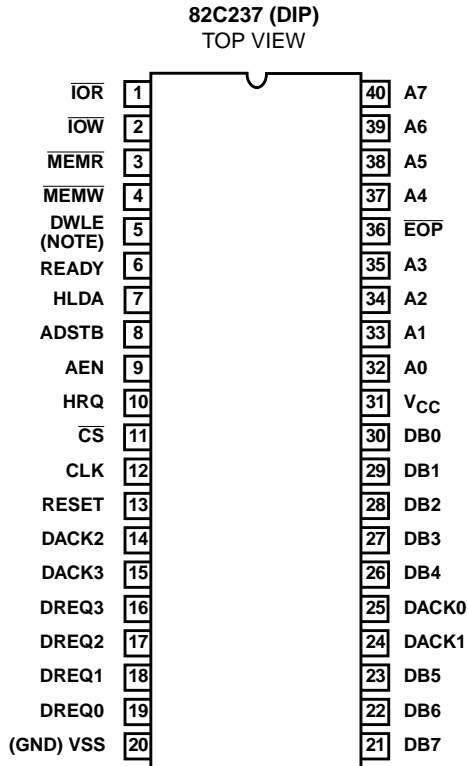 82C237 (DIP)
TOP VIEW
IOR 1 40 A7
IOW 2 39 A6
MEMR 3 38 A5
MEMW 4 37 A4
DWLE
(NOTE) 5 36 EOP
READY 6 35 A3
HLDA 7 34 A2
ADSTB 8 33 A1
AEN 9 32 A0
HRQ 10 31 VCC
CS 11 30 DB0
CLK 12 29 DB1
RESET 13 28 DB2
DACK2 14 27 DB3
DACK3 15 26 DB4
DREQ3 16 25 DACK0
DREQ2 17 24 DACK1
DREQ1 18 23 DB5
DREQ0 19 22 DB6
(GND) VSS 20 21 DB7